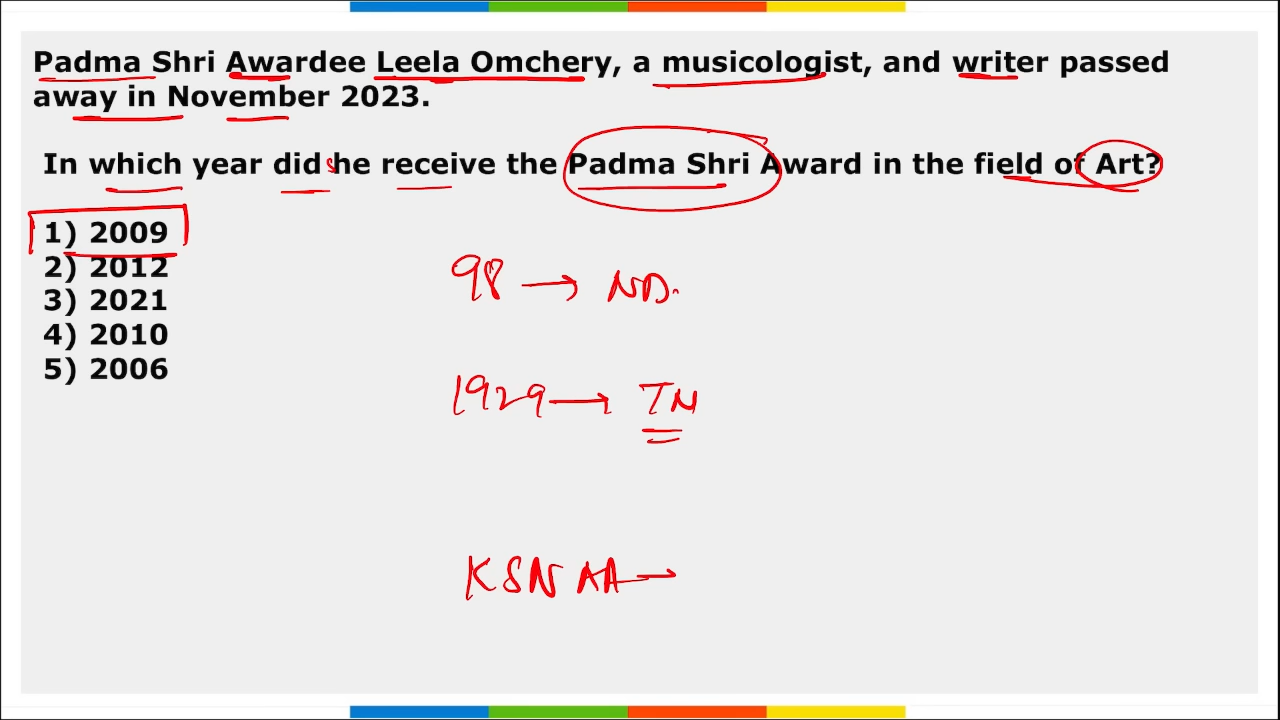 Padma Shri Awardee Leela Omchery, a musicologist, and writer passed
away in November 2023.
In which year did she receive the Padma Shri Award in the field of Art?
1) 2009
2) 2012
3) 2021
4) 2010
5) 2006
98 → ND.
1929 → TN
KSNAA →